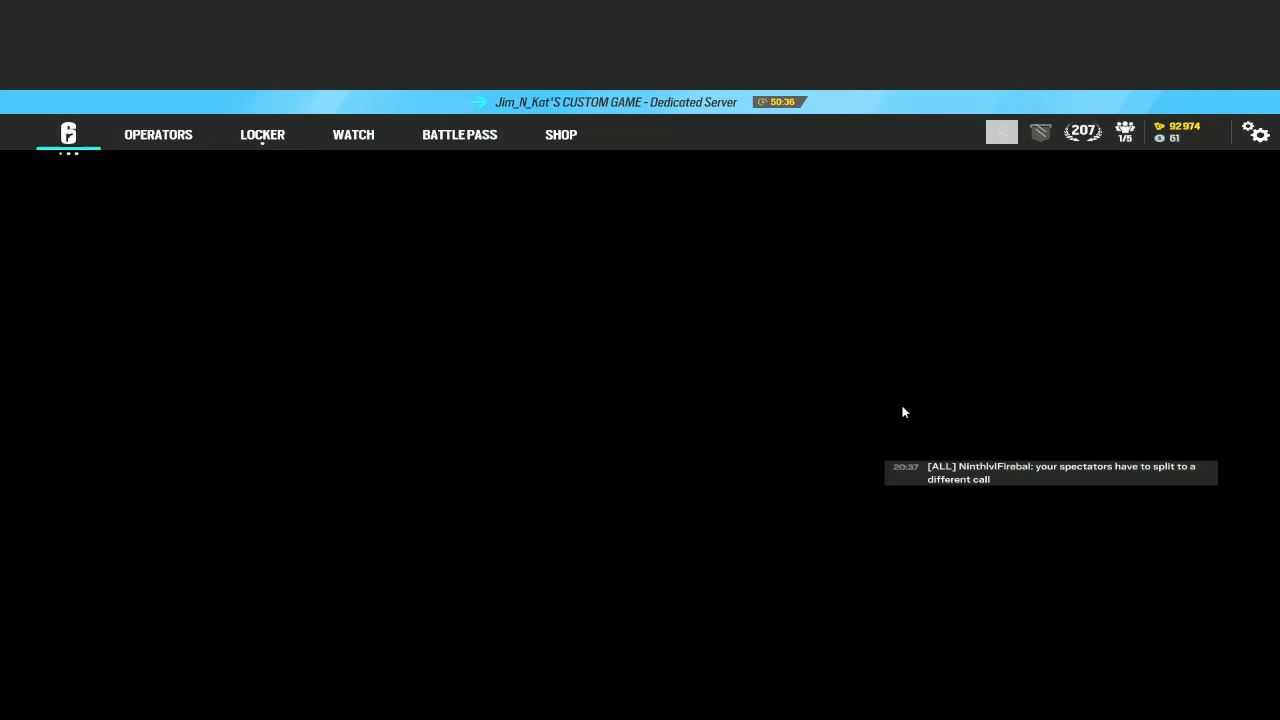 Jim_N_Kat'S CUSTOM GAME - Dedicated Server 50:36
6 OPERATORS LOCKER WATCH BATTLE PASS SHOP 207 1/5 92 974
61
20:37 [ALL] NinthlvlFirebal: your spectators have to split to a
different call